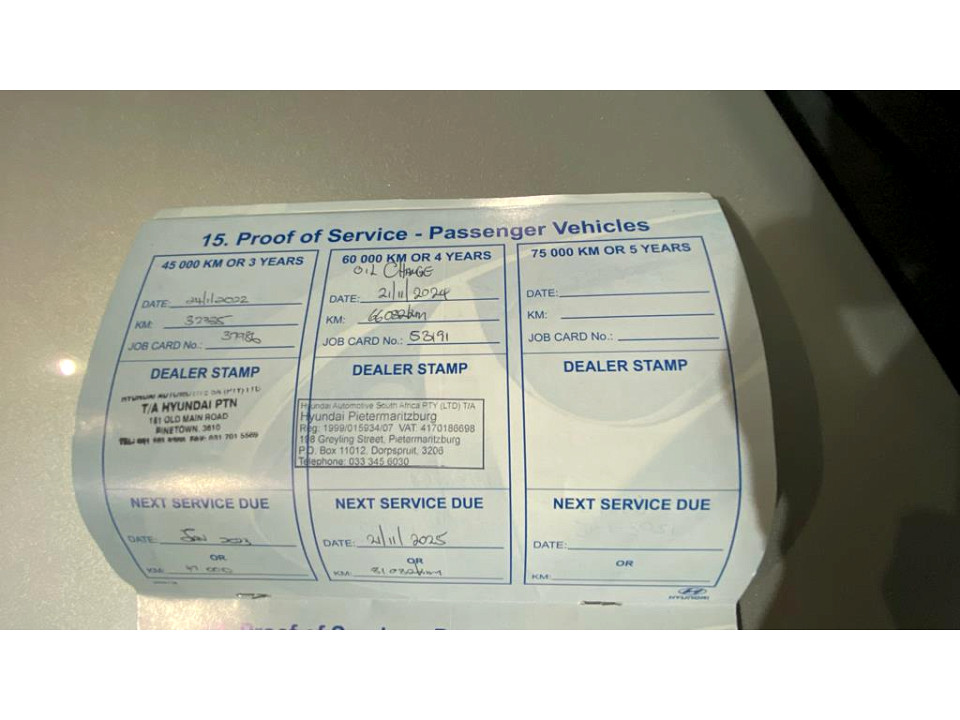 15. Proof of Service - Passenger Vehicles
45 000 KM OR 3 YEARS
DATE: 24/1/2022
KM: 37985
JOB CARD No.: 37986
DEALER STAMP
T/A HYUNDAI PTN
181 OLD MAIN ROAD
PINETOWN, 3610
NEXT SERVICE DUE
DATE: Jan 2023
OR
KM:
60 000 KM OR 4 YEARS
OIL CHANGE
DATE: 21/11/2024
KM: 66082km
JOB CARD No.: 53191
DEALER STAMP
Hyundai Automotive South Africa PTY (LTD) T/A
Hyundai Pietermaritzburg
Reg: 1999/015934/07 VAT: 4170186698
198 Greyling Street, Pietermaritzburg
P.O. Box 11012, Dorpspruit, 3206
Telephone: 033 345 6030
NEXT SERVICE DUE
DATE: 21/11/2025
OR
KM: 81082km
75 000 KM OR 5 YEARS
DATE:
KM:
JOB CARD No.:
DEALER STAMP
NEXT SERVICE DUE
DATE:
OR
KM:
HYUNDAI